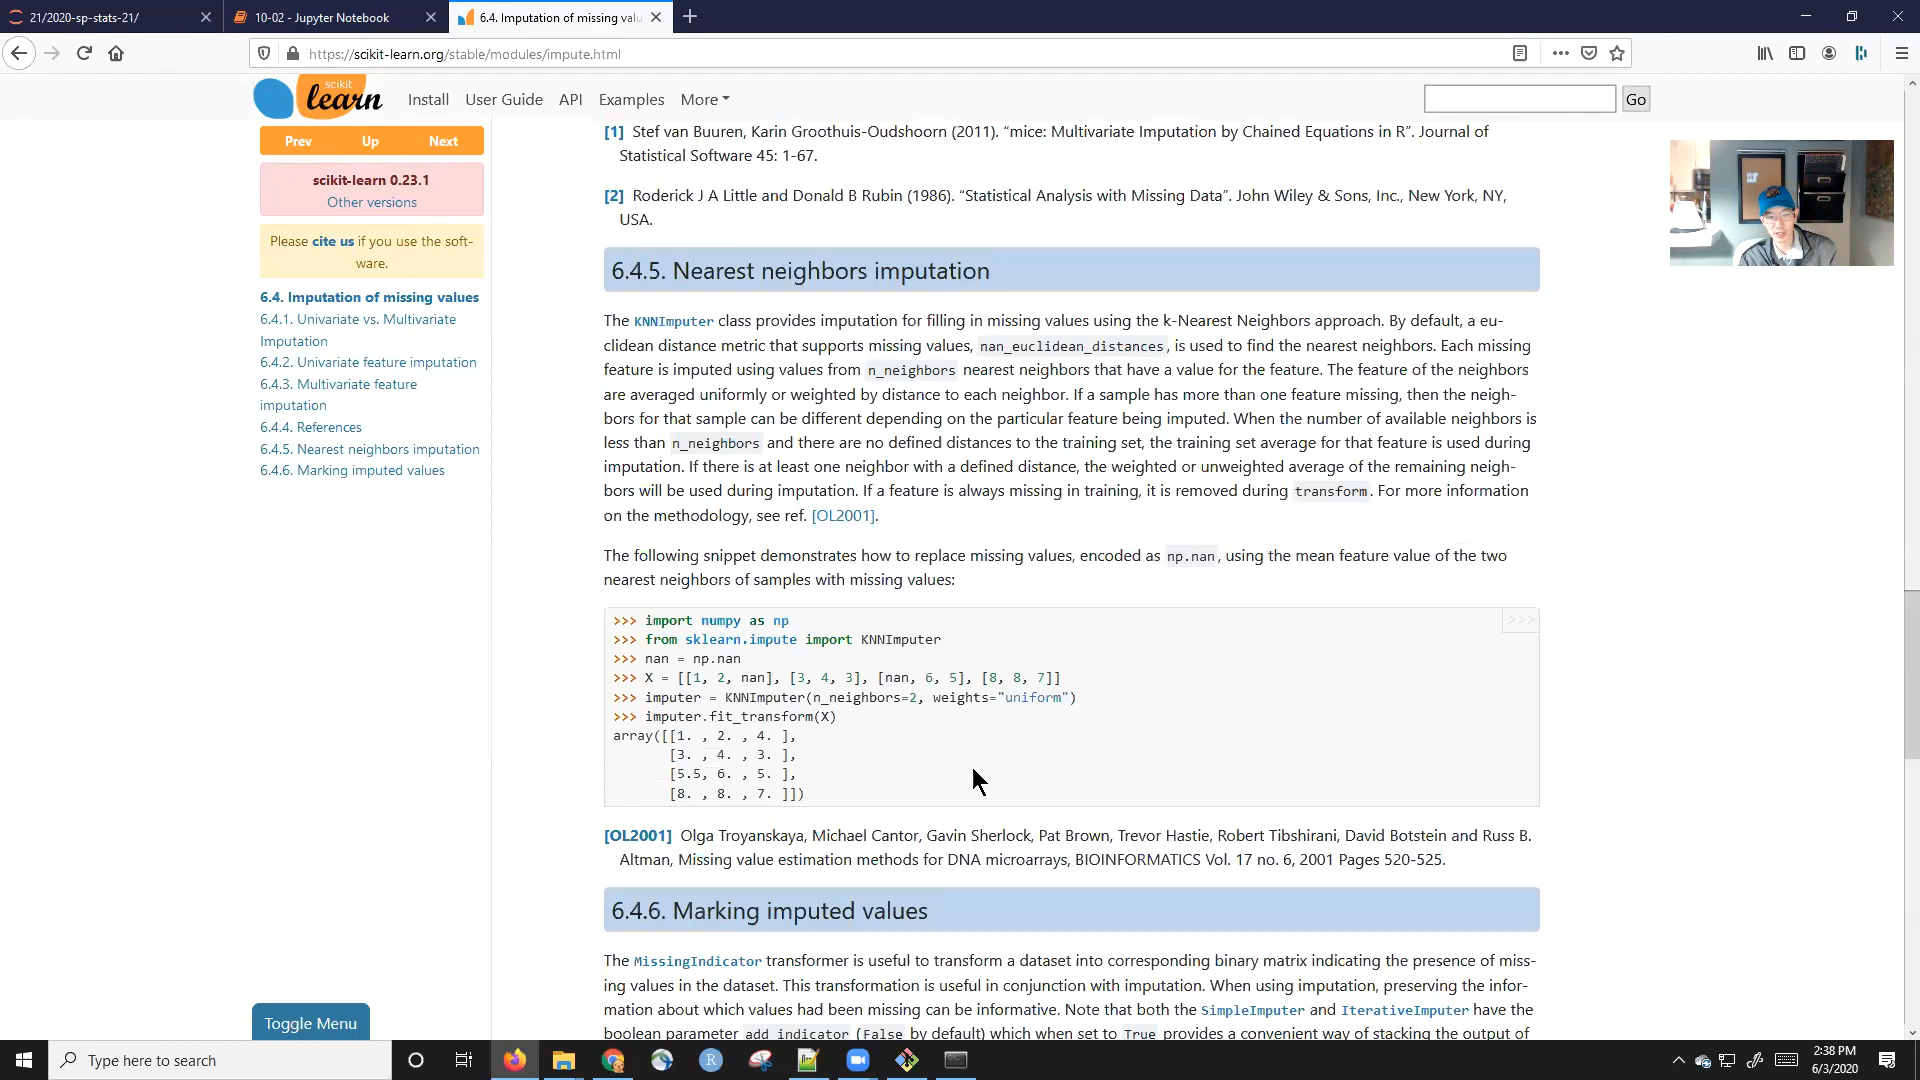 21/2020-sp-stats-21/
10-02 - Jupyter Notebook
6.4. Imputation of missing valu
https://scikit-learn.org/stable/modules/impute.html
scikit
learn
Install
User Guide
API
Examples
More
Go
Prev
Up
Next
scikit-learn 0.23.1
Other versions
Please cite us if you use the soft-
ware.
6.4. Imputation of missing values
6.4.1. Univariate vs. Multivariate
Imputation
6.4.2. Univariate feature imputation
6.4.3. Multivariate feature
imputation
6.4.4. References
6.4.5. Nearest neighbors imputation
6.4.6. Marking imputed values
Toggle Menu
[1] Stef van Buuren, Karin Groothuis-Oudshoorn (2011). “mice: Multivariate Imputation by Chained Equations in R”. Journal of
Statistical Software 45: 1-67.
[2] Roderick J A Little and Donald B Rubin (1986). “Statistical Analysis with Missing Data”. John Wiley & Sons, Inc., New York, NY,
USA.
6.4.5. Nearest neighbors imputation
The KNNImputer class provides imputation for filling in missing values using the k-Nearest Neighbors approach. By default, a eu-
clidean distance metric that supports missing values, nan_euclidean_distances, is used to find the nearest neighbors. Each missing
feature is imputed using values from n_neighbors nearest neighbors that have a value for the feature. The feature of the neighbors
are averaged uniformly or weighted by distance to each neighbor. If a sample has more than one feature missing, then the neigh-
bors for that sample can be different depending on the particular feature being imputed. When the number of available neighbors is
less than n_neighbors and there are no defined distances to the training set, the training set average for that feature is used during
imputation. If there is at least one neighbor with a defined distance, the weighted or unweighted average of the remaining neigh-
bors will be used during imputation. If a feature is always missing in training, it is removed during transform. For more information
on the methodology, see ref. [OL2001].
The following snippet demonstrates how to replace missing values, encoded as np.nan, using the mean feature value of the two
nearest neighbors of samples with missing values:
>>>
>>> import numpy as np
>>> from sklearn.impute import KNNImputer
>>> nan = np.nan
>>> X = [[1, 2, nan], [3, 4, 3], [nan, 6, 5], [8, 8, 7]]
>>> imputer = KNNImputer(n_neighbors=2, weights="uniform")
>>> imputer.fit_transform(X)
array([[1. , 2. , 4. ],
[3. , 4. , 3. ],
[5.5, 6. , 5. ],
[8. , 8. , 7. ]])
[OL2001] Olga Troyanskaya, Michael Cantor, Gavin Sherlock, Pat Brown, Trevor Hastie, Robert Tibshirani, David Botstein and Russ B.
Altman, Missing value estimation methods for DNA microarrays, BIOINFORMATICS Vol. 17 no. 6, 2001 Pages 520-525.
6.4.6. Marking imputed values
The MissingIndicator transformer is useful to transform a dataset into corresponding binary matrix indicating the presence of miss-
ing values in the dataset. This transformation is useful in conjunction with imputation. When using imputation, preserving the infor-
mation about which values had been missing can be informative. Note that both the SimpleImputer and IterativeImputer have the
boolean parameter add_indicator (False by default) which when set to True provides a convenient way of stacking the output of
Type here to search
R
2:38 PM
6/3/2020